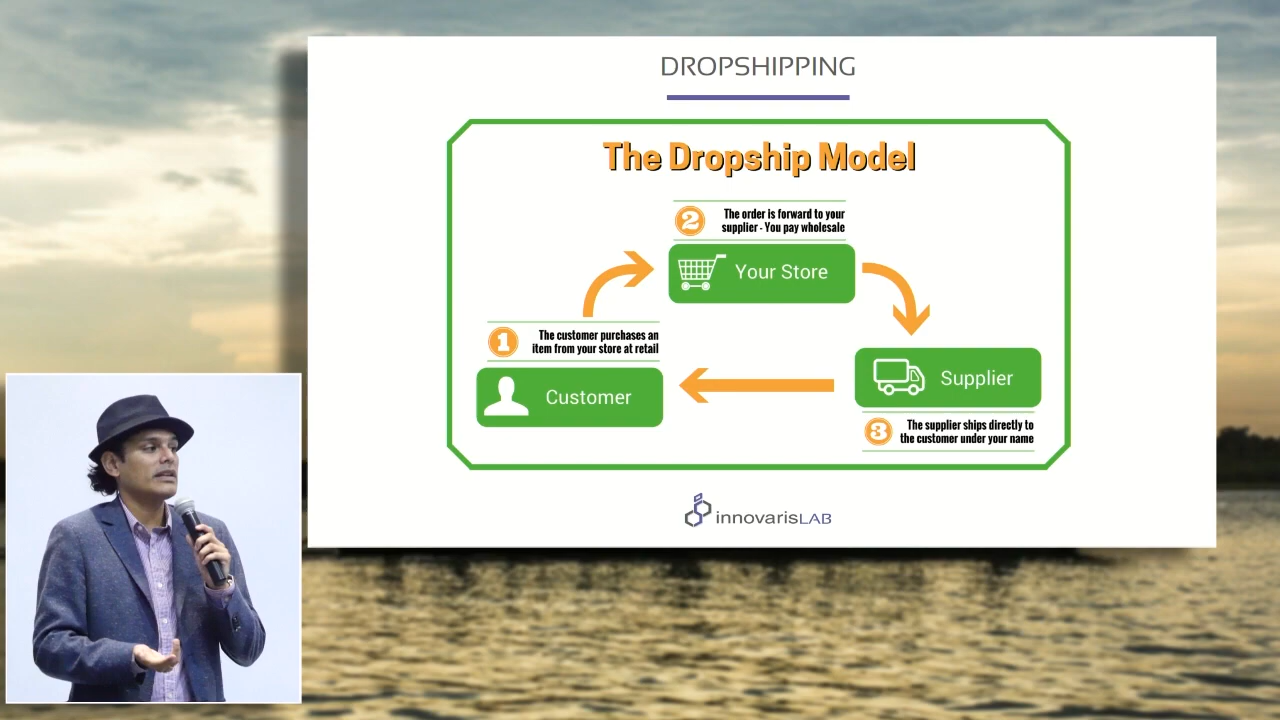 DROPSHIPPING
The Dropship Model
2
The order is forward to your
supplier - You pay wholesale
Your Store
1
The customer purchases an
item from your store at retail
Customer
Supplier
3
The supplier ships directly to
the customer under your name
innovarisLAB